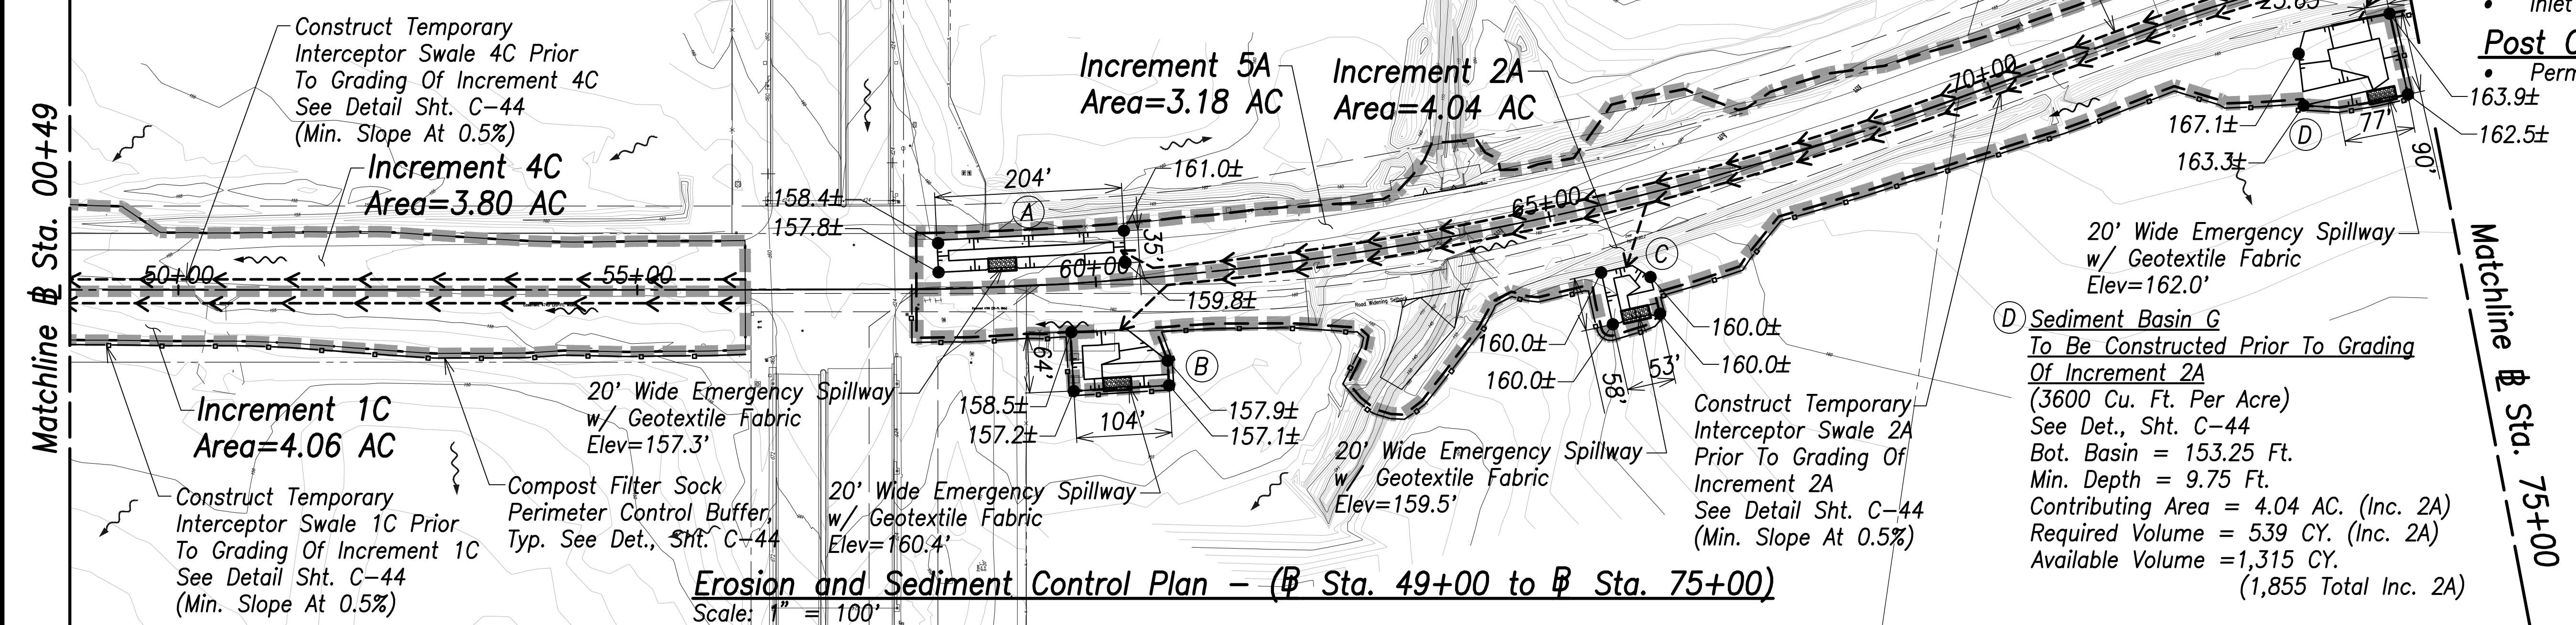 Matchline ⅊ Sta. 00+49
Construct Temporary
Interceptor Swale 4C Prior
To Grading Of Increment 4C
See Detail Sht. C-44
(Min. Slope At 0.5%)
Increment 4C
Area=3.80 AC
50+00
55+00
Increment 1C
Area=4.06 AC
Construct Temporary
Interceptor Swale 1C Prior
To Grading Of Increment 1C
See Detail Sht. C-44
(Min. Slope At 0.5%)
Compost Filter Sock
Perimeter Control Buffer,
Typ. See Det., Sht. C-44
20' Wide Emergency Spillway
w/ Geotextile Fabric
Elev=157.3'
158.4±
157.8±
204'
A
161.0±
35'
60+00
159.8±
64'
B
158.5±
157.2±
104'
157.9±
157.1±
20' Wide Emergency Spillway
w/ Geotextile Fabric
Elev=160.4'
Increment 5A
Area=3.18 AC
Increment 2A
Area=4.04 AC
65+00
70+00
Road Widening
C
160.0±
160.0±
160.0±
160.0±
58'
53'
20' Wide Emergency Spillway
w/ Geotextile Fabric
Elev=159.5'
Construct Temporary
Interceptor Swale 2A
Prior To Grading Of
Increment 2A
See Detail Sht. C-44
(Min. Slope At 0.5%)
167.1±
163.3±
D
77'
90'
163.9±
162.5±
20' Wide Emergency Spillway
w/ Geotextile Fabric
Elev=162.0'
D Sediment Basin G
To Be Constructed Prior To Grading
Of Increment 2A
(3600 Cu. Ft. Per Acre)
See Det., Sht. C-44
Bot. Basin = 153.25 Ft.
Min. Depth = 9.75 Ft.
Contributing Area = 4.04 AC. (Inc. 2A)
Required Volume = 539 CY. (Inc. 2A)
Available Volume =1,315 CY.
(1,855 Total Inc. 2A)
• Inlet
Post
• Perm
Matchline ⅊ Sta. 75+00
Erosion and Sediment Control Plan - (⅊ Sta. 49+00 to ⅊ Sta. 75+00)
Scale: 1" = 100'